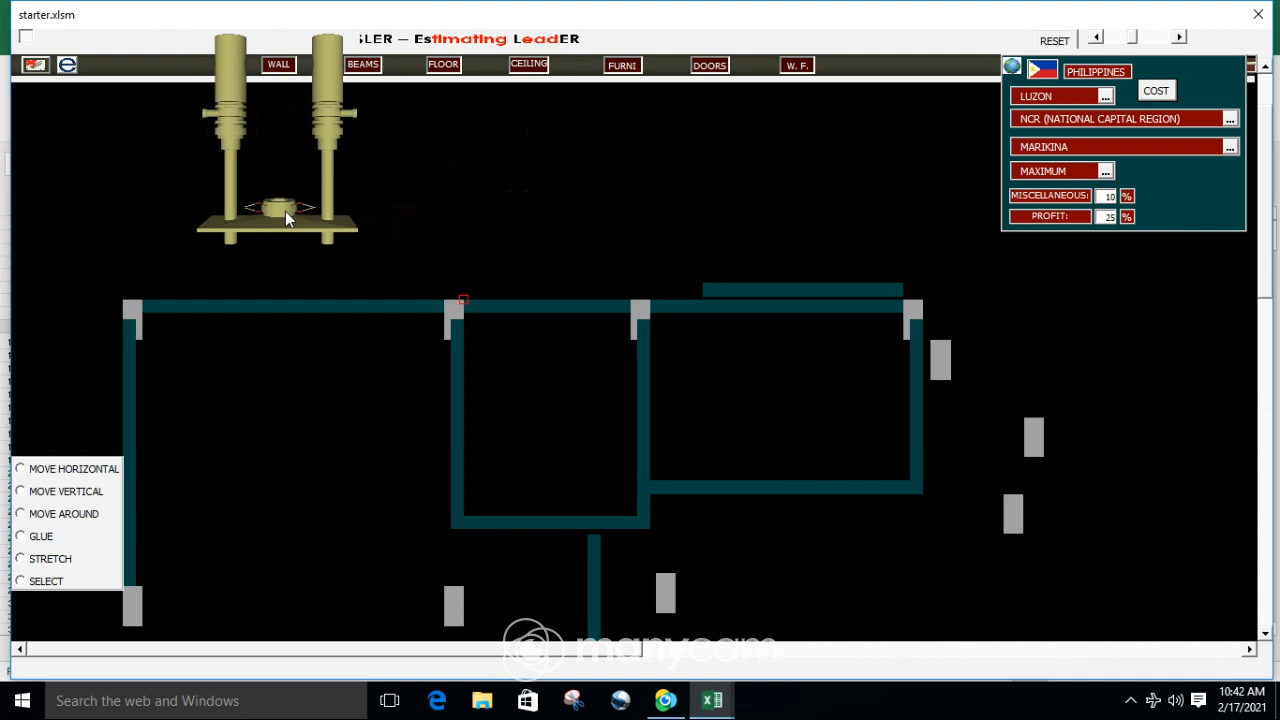 starter.xlsm
SLER – EstImatIng LeadER
RESET
WALL
BEAMS
FLOOR
CEILING
FURNI
DOORS
W. F.
PHILIPPINES
LUZON
...
COST
NCR (NATIONAL CAPITAL REGION)
...
MARIKINA
...
MAXIMUM
...
MISCELLANEOUS:
10
%
PROFIT:
25
%
MOVE HORIZONTAL
MOVE VERTICAL
MOVE AROUND
GLUE
STRETCH
SELECT
manycam
Search the web and Windows
10:42 AM
2/17/2021